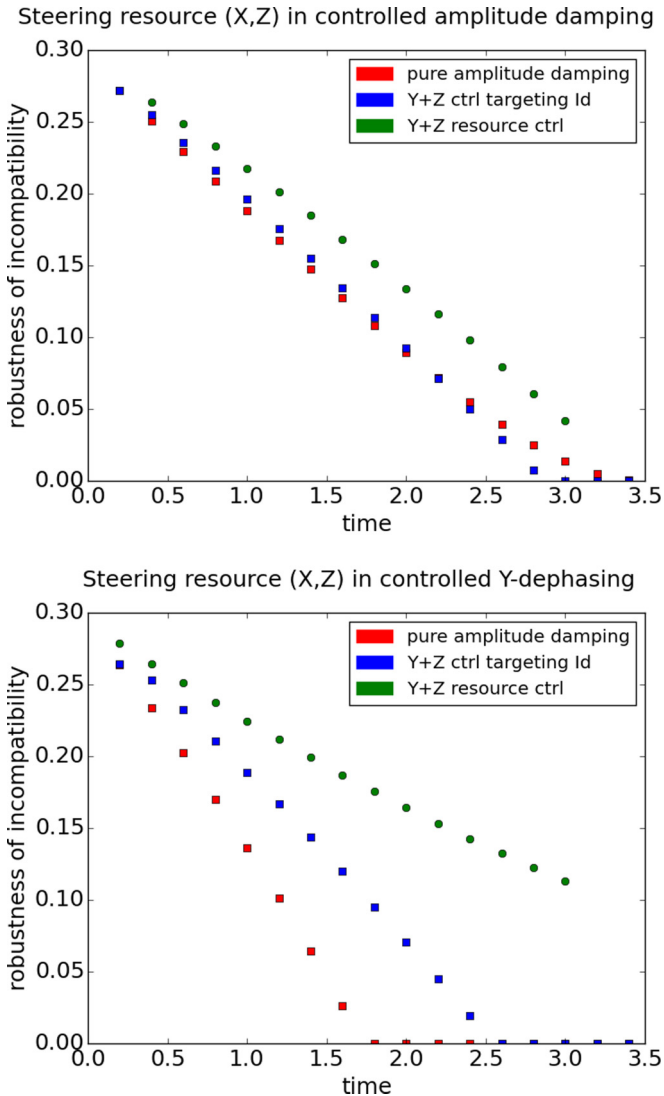 Steering resource (X,Z) in controlled amplitude damping
0.30
0.25
0.20
0.15
0.10
0.05
0.00
robustness of incompatibility
pure amplitude damping
Y+Z ctrl targeting Id
Y+Z resource ctrl
0.0 0.5 1.0 1.5 2.0 2.5 3.0 3.5
time
Steering resource (X,Z) in controlled Y-dephasing
0.30
0.25
0.20
0.15
0.10
0.05
0.00
robustness of incompatibility
pure amplitude damping
Y+Z ctrl targeting Id
Y+Z resource ctrl
0.0 0.5 1.0 1.5 2.0 2.5 3.0 3.5
time